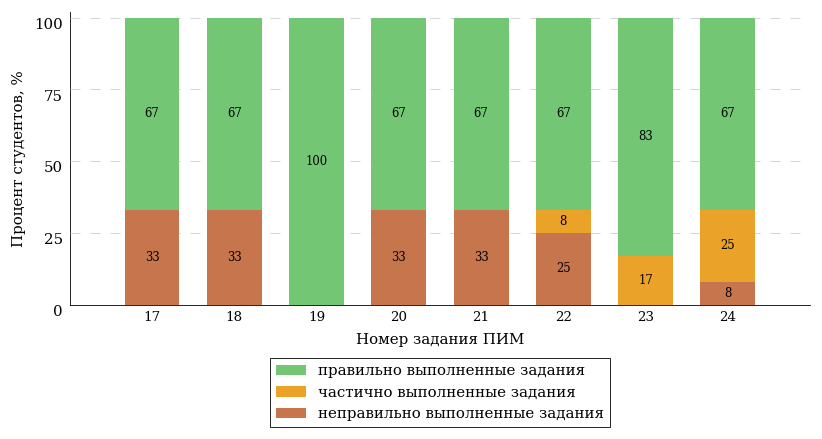 100
75
50
25
0
Процент студентов, %
67 67 100 67 67 67 83 67
33 33 33 33 8 25 17 25 8
17 18 19 20 21 22 23 24
Номер задания ПИМ
правильно выполненные задания
частично выполненные задания
неправильно выполненные задания